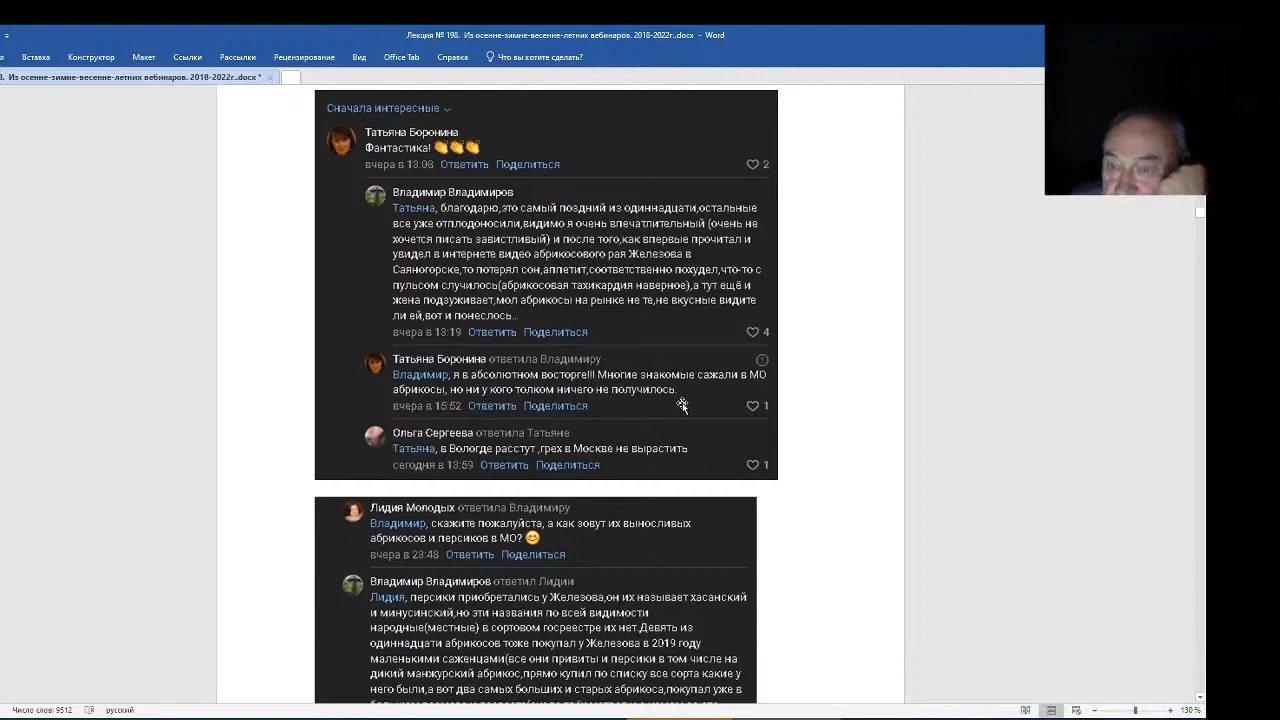 Лекция № 198. Из осенне-зимне-весенне-летних вебинаров. 2018-2022г..docx - Word
Вставка Конструктор Макет Ссылки Рассылки Рецензирование Вид Office Tab Справка Что вы хотите сделать?
8. Из осенне-зимне-весенне-летних вебинаров. 2018-2022г..docx *
Сначала интересные
Татьяна Боронина
Фантастика! 👏👏👏
вчера в 13:08 Ответить Поделиться 2
Владимир Владимиров
Татьяна, благодарю,это самый поздний из одиннадцати,остальные
все уже отплодоносили,видимо я очень впечатлительный (очень не
хочется писать завистливый) и после того,как впервые прочитал и
увидел в интернете видео абрикосового рая Железова в
Саяногорске,то потерял сон,аппетит,соответственно похудел,что-то с
пульсом случилось(абрикосовая тахикардия наверное),а тут ещё и
жена подзуживает,мол абрикосы на рынке не те,не вкусные видите
ли ей,вот и понеслось...
вчера в 13:19 Ответить Поделиться 4
Татьяна Боронина ответила Владимиру
Владимир, я в абсолютном восторге!!! Многие знакомые сажали в МО
абрикосы, но ни у кого толком ничего не получилось.
вчера в 15:52 Ответить Поделиться 1
Ольга Сергеева ответила Татьяне
Татьяна, в Вологде расстут ,грех в Москве не вырастить
сегодня в 13:59 Ответить Поделиться 1
Лидия Молодых ответила Владимиру
Владимир, скажите пожалуйста, а как зовут их выносливых
абрикосов и персиков в МО? 😊
вчера в 23:48 Ответить Поделиться
Владимир Владимиров ответил Лидии
Лидия, персики приобретались у Железова,он их называет хасанский
и минусинский,но эти названия по всей видимости
народные(местные) в сортовом госреестре их нет.Девять из
одиннадцати абрикосов тоже покупал у Железова в 2019 году
маленькими саженцами(все они привиты и персики в том числе на
дикий манжурский абрикос,прямо купил по списку все сорта какие у
него были,а вот два самых больших и старых абрикоса,покупал уже в
Число слов: 9512 русский 130 %